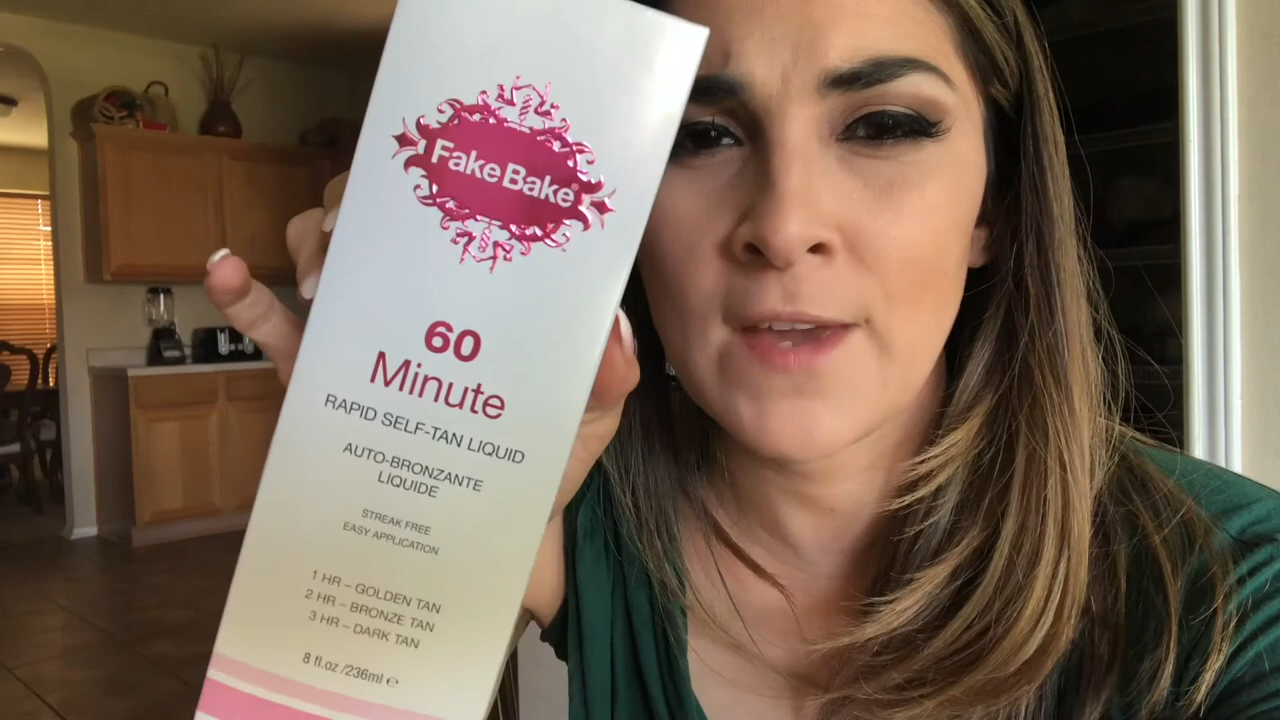 Fake Bake®
60
Minute
RAPID SELF-TAN LIQUID
AUTO-BRONZANTE
LIQUIDE
STREAK FREE
EASY APPLICATION
1 HR – GOLDEN TAN
2 HR – BRONZE TAN
3 HR – DARK TAN
8 fl.oz /236ml ℮